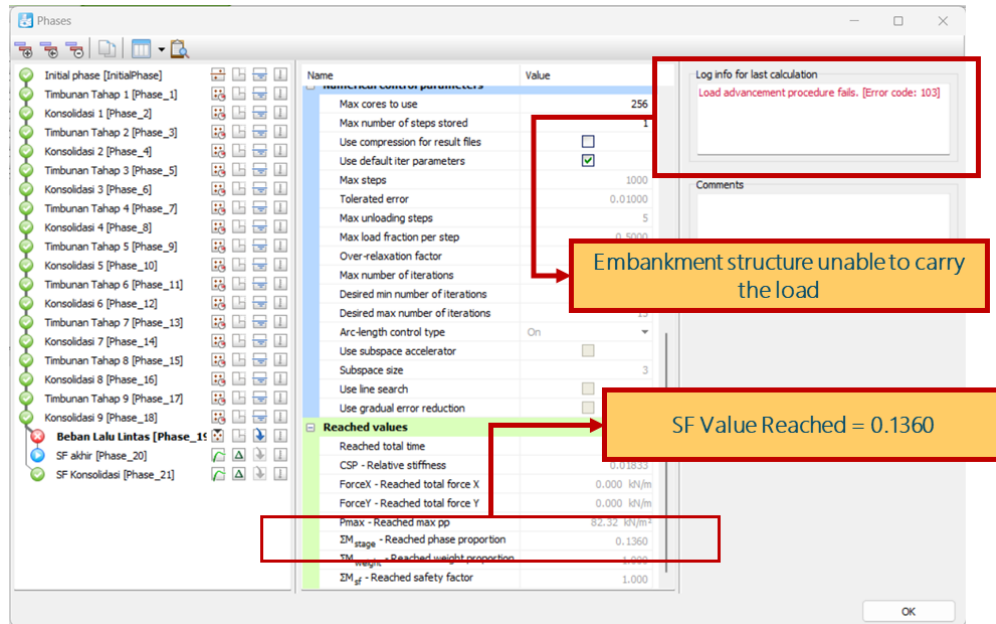 Phases
Initial phase [InitialPhase]
Timbunan Tahap 1 [Phase_1]
Konsolidasi 1 [Phase_2]
Timbunan Tahap 2 [Phase_3]
Konsolidasi 2 [Phase_4]
Timbunan Tahap 3 [Phase_5]
Konsolidasi 3 [Phase_6]
Timbunan Tahap 4 [Phase_7]
Konsolidasi 4 [Phase_8]
Timbunan Tahap 5 [Phase_9]
Konsolidasi 5 [Phase_10]
Timbunan Tahap 6 [Phase_11]
Konsolidasi 6 [Phase_12]
Timbunan Tahap 7 [Phase_13]
Konsolidasi 7 [Phase_14]
Timbunan Tahap 8 [Phase_15]
Konsolidasi 8 [Phase_16]
Timbunan Tahap 9 [Phase_17]
Konsolidasi 9 [Phase_18]
Beban Lalu Lintas [Phase_19
SF akhir [Phase_20]
SF Konsolidasi [Phase_21]
Name Value
Numerical control parameters
Max cores to use 256
Max number of steps stored 1
Use compression for result files
Use default iter parameters
Max steps 1000
Tolerated error 0.01000
Max unloading steps 5
Max load fraction per step 0.5000
Over-relaxation factor
Max number of iterations
Desired min number of iterations
Desired max number of iterations 15
Arc-length control type On
Use subspace accelerator
Subspace size 3
Use line search
Use gradual error reduction
Reached values
Reached total time
CSP - Relative stiffness 0.01833
ForceX - Reached total force X 0.000 kN/m
ForceY - Reached total force Y 0.000 kN/m
Pmax - Reached max pp 82.32 kN/m²
ΣM stage - Reached phase proportion 0.1360
ΣM weight - Reached weight proportion 1.000
ΣM sf - Reached safety factor 1.000
Log info for last calculation
Load advancement procedure fails. [Error code: 103]
Comments
Embankment structure unable to carry
the load
SF Value Reached = 0.1360
OK